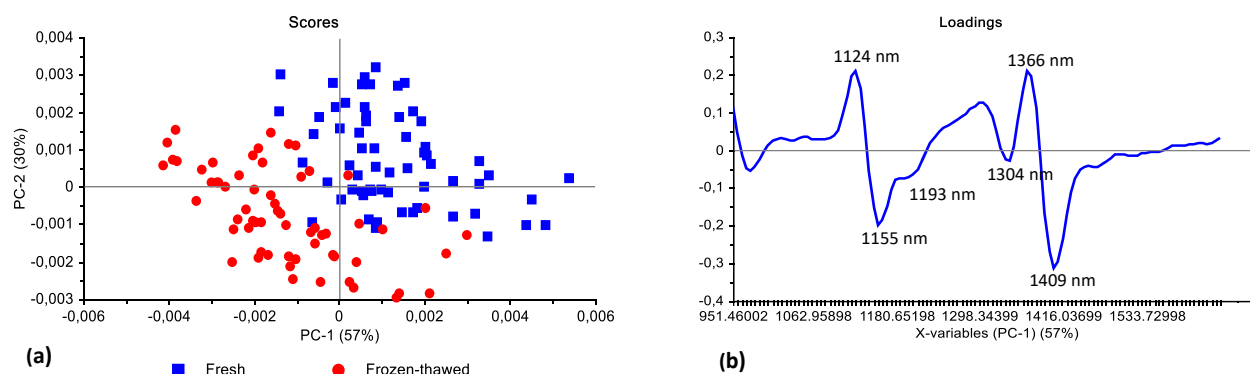 Scores
0,004
0,003
0,002
0,001
0
-0,001
-0,002
-0,003
PC-2 (30%)
-0,006
-0,004
-0,002
0
0,002
0,004
0,006
PC-1 (57%)
(a)
Fresh
Frozen-thawed
Loadings
0,3
0,2
0,1
0
-0,1
-0,2
-0,3
-0,4
1124 nm
1366 nm
1304 nm
1193 nm
1155 nm
1409 nm
951.46002
1062.95898
1180.65198
1298.34399
1416.03699
1533.72998
X-variables (PC-1) (57%)
(b)